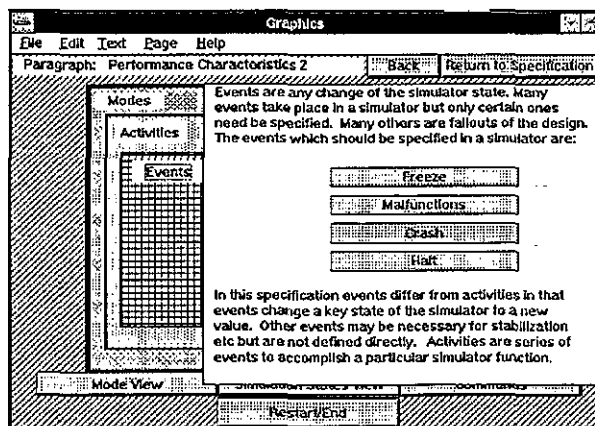 Graphics
File Edit Text Page Help
Paragraph: Performance Characteristics 2 Back Return to Specification
Modes
Activities
Events
Events are any change of the simulator state. Many
events take place in a simulator but only certain ones
need be specified. Many others are fallouts of the design.
The events which should be specified in a simulator are:
Freeze
Malfunctions
Crash
Halt
In this specification events differ from activities in that
events change a key state of the simulator to a new
value. Other events may be necessary for stabilization
etc but are not defined directly. Activities are series of
events to accomplish a particular simulator function.
Mode View Simulation States View Commands
Restart/End